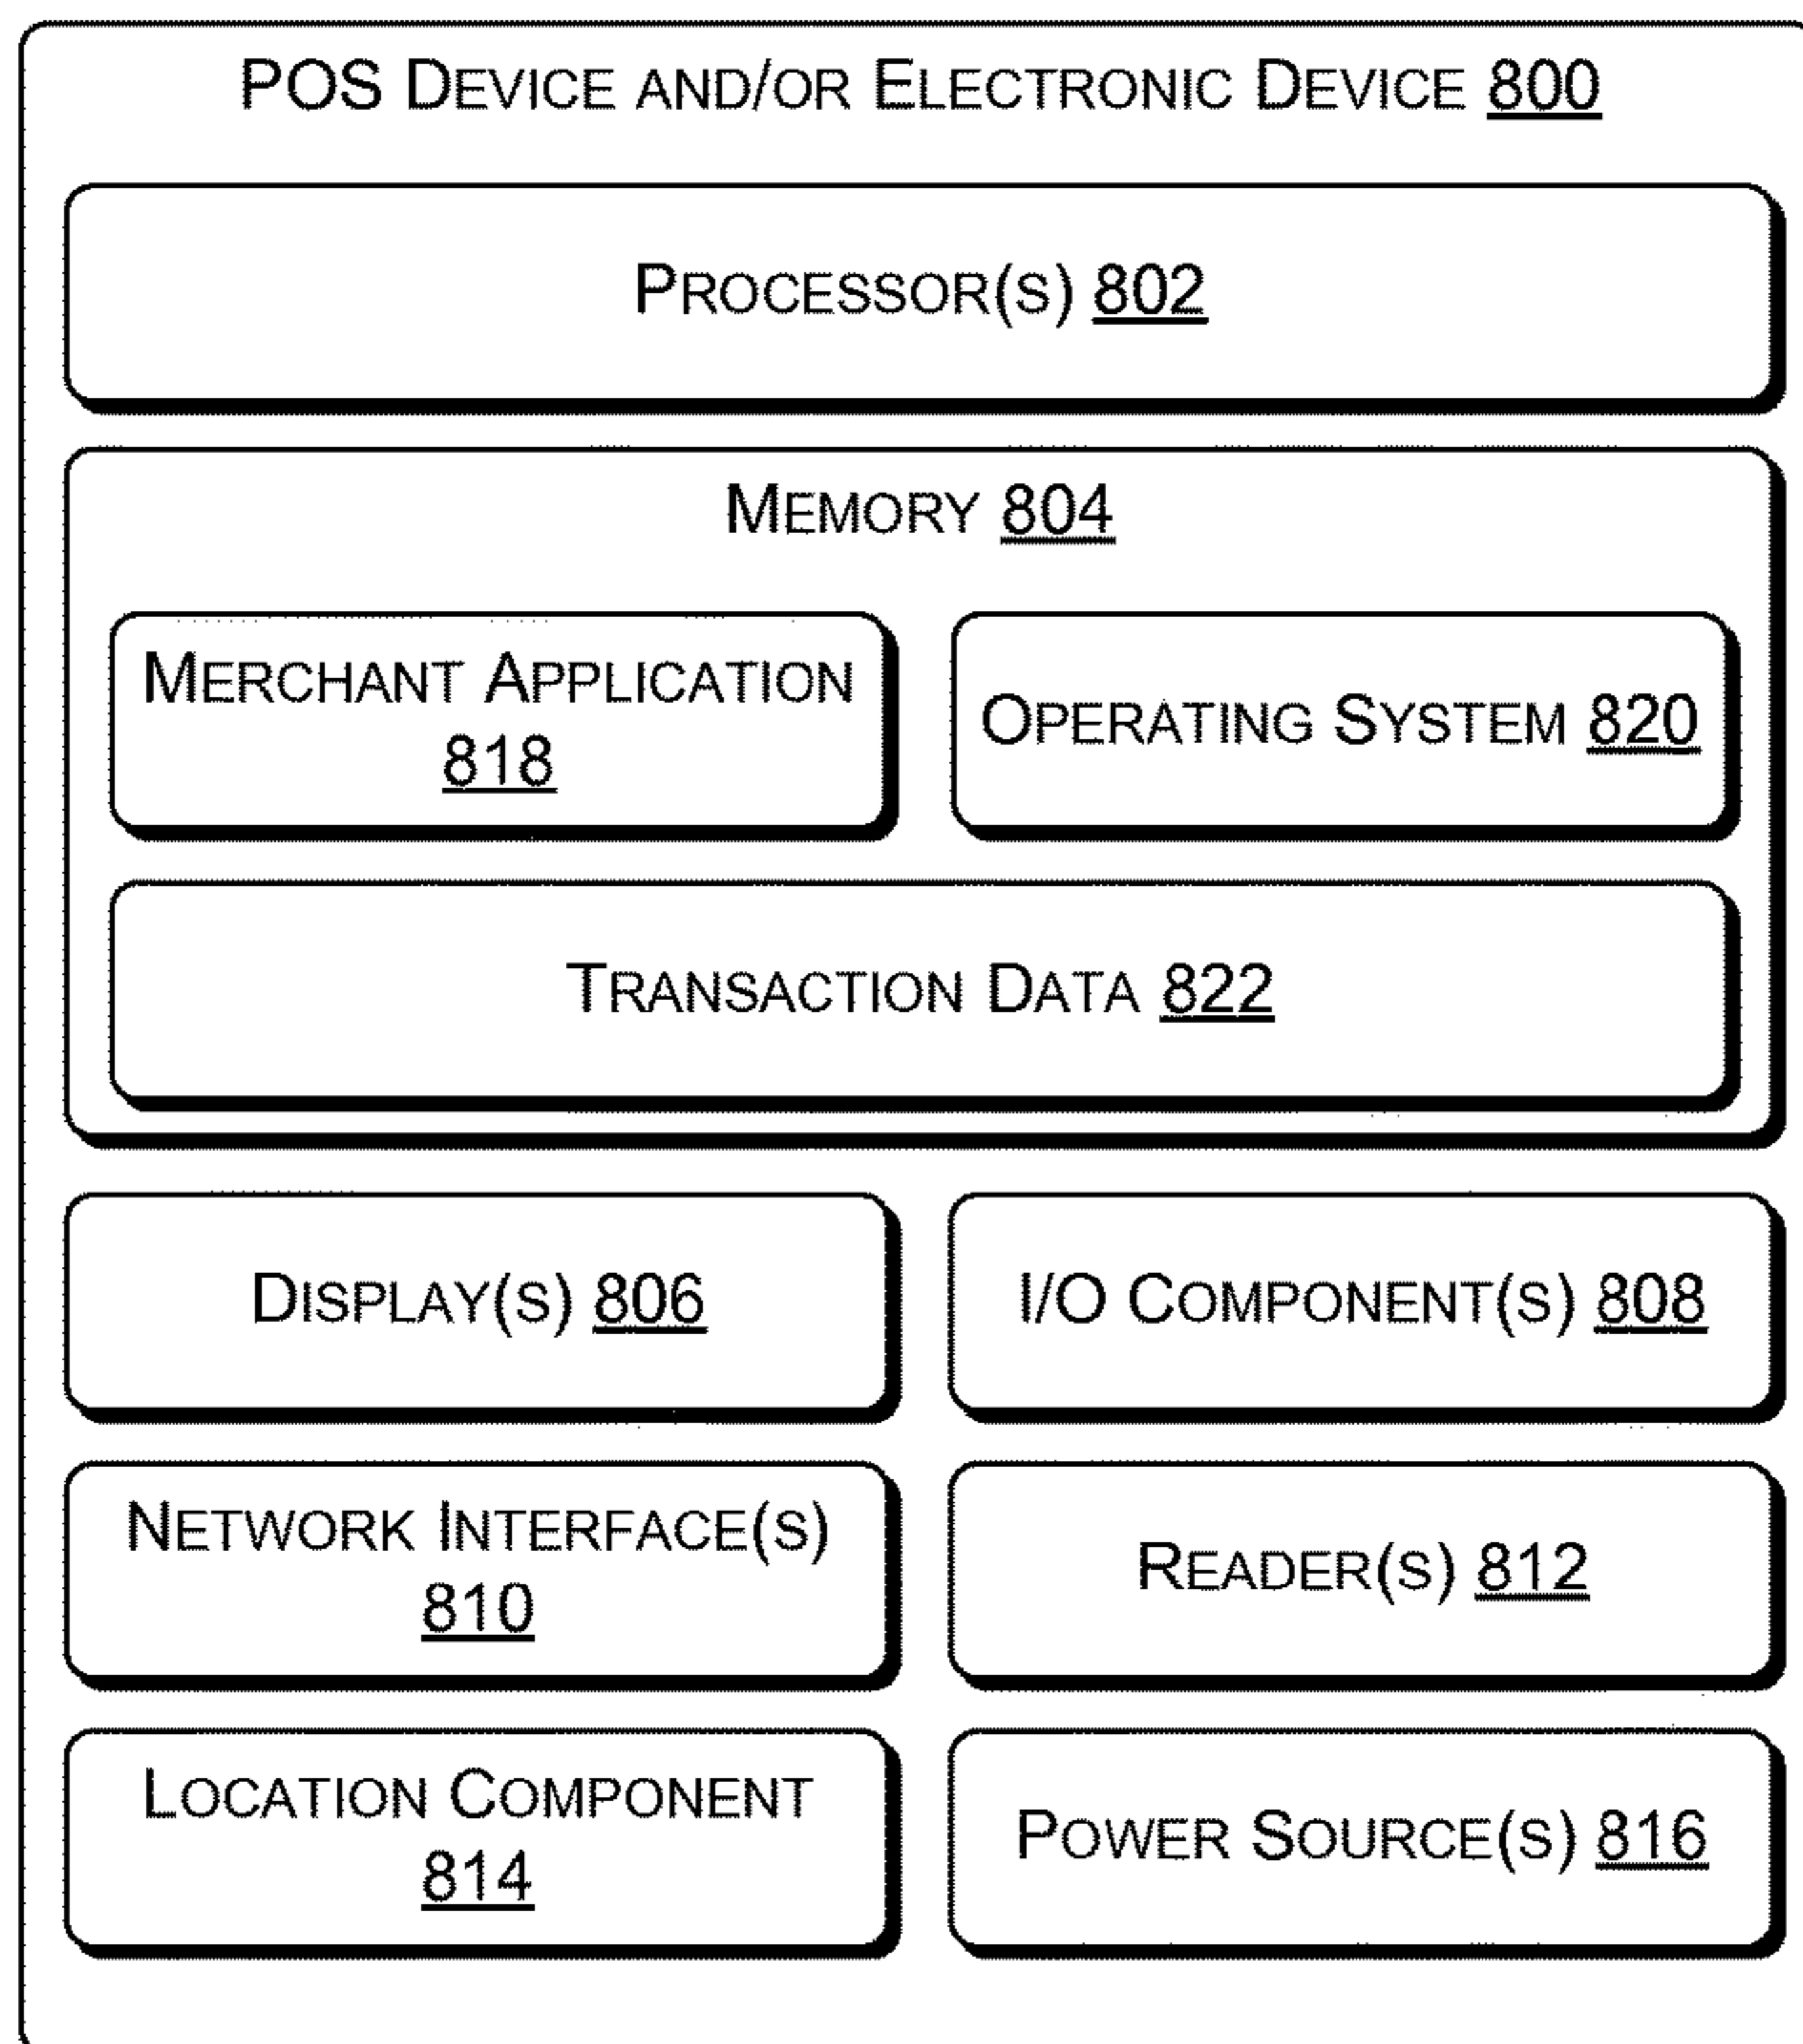 POS DEVICE AND/OR ELECTRONIC DEVICE 800
PROCESSOR(S) 802
MEMORY 804
MERCHANT APPLICATION
818
OPERATING SYSTEM 820
TRANSACTION DATA 822
DISPLAY(S) 806
I/O COMPONENT(S) 808
NETWORK INTERFACE(S)
810
READER(S) 812
LOCATION COMPONENT
814
POWER SOURCE(S) 816